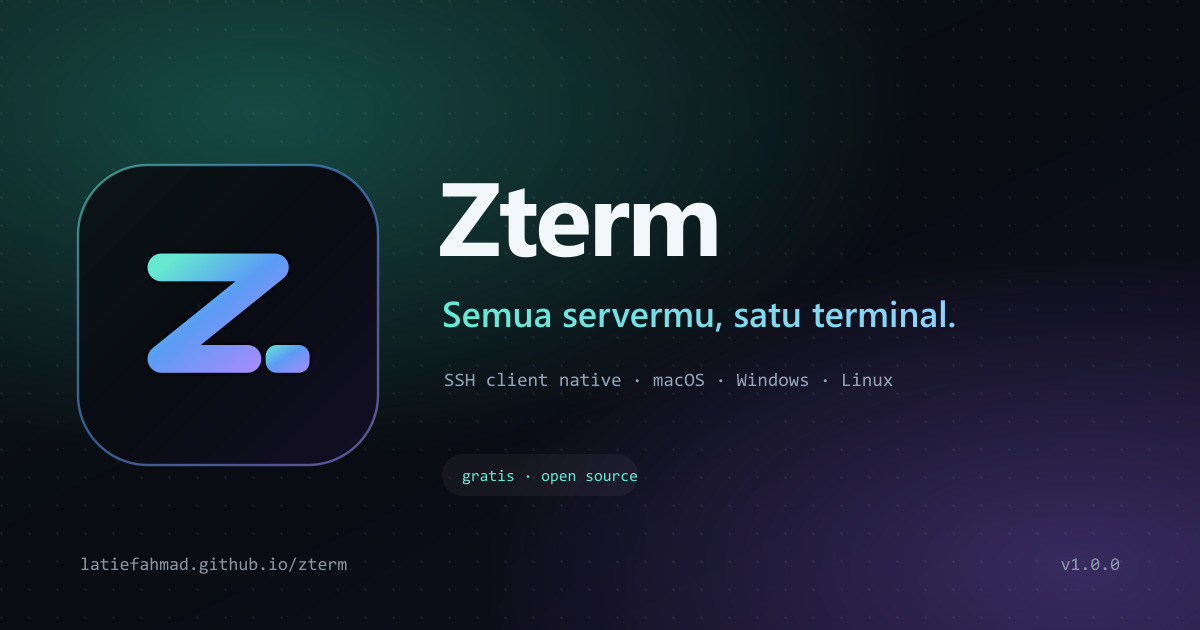 Z.
Zterm
Semua servermu, satu terminal.
SSH client native · macOS · Windows · Linux
gratis · open source
latiefahmad.github.io/zterm
v1.0.0